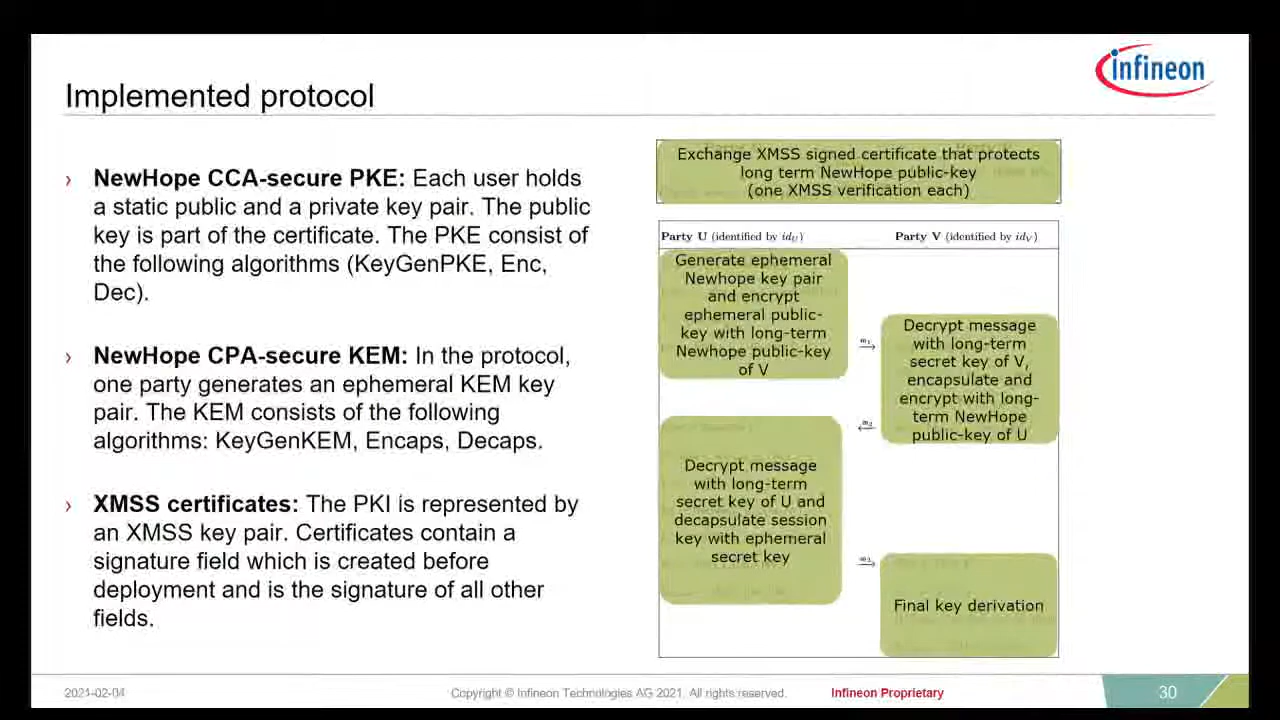 infineon
Implemented protocol
› NewHope CCA-secure PKE: Each user holds
a static public and a private key pair. The public
key is part of the certificate. The PKE consist of
the following algorithms (KeyGenPKE, Enc,
Dec).
› NewHope CPA-secure KEM: In the protocol,
one party generates an ephemeral KEM key
pair. The KEM consists of the following
algorithms: KeyGenKEM, Encaps, Decaps.
› XMSS certificates: The PKI is represented by
an XMSS key pair. Certificates contain a
signature field which is created before
deployment and is the signature of all other
fields.
Exchange XMSS signed certificate that protects
long term NewHope public-key
(one XMSS verification each)
Party U (identified by idU) Party V (identified by idV)
Generate ephemeral
Newhope key pair
and encrypt
ephemeral public-
key with long-term
Newhope public-key
of V
m1
Decrypt message
with long-term
secret key of V,
encapsulate and
encrypt with long-
term NewHope
public-key of U
m2
Decrypt message
with long-term
secret key of U and
decapsulate session
key with ephemeral
secret key
m3
Final key derivation
2021-02-04 Copyright © Infineon Technologies AG 2021. All rights reserved. Infineon Proprietary 30